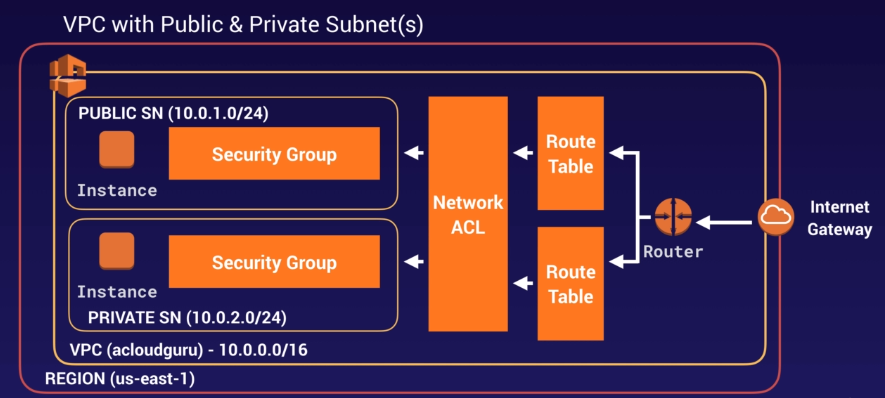 VPC with Public & Private Subnet(s)
PUBLIC SN (10.0.1.0/24)
Instance
Security Group
Network
ACL
Route
Table
Router
Internet
Gateway
Instance
Security Group
PRIVATE SN (10.0.2.0/24)
Route
Table
VPC (acloudguru) - 10.0.0.0/16
REGION (us-east-1)